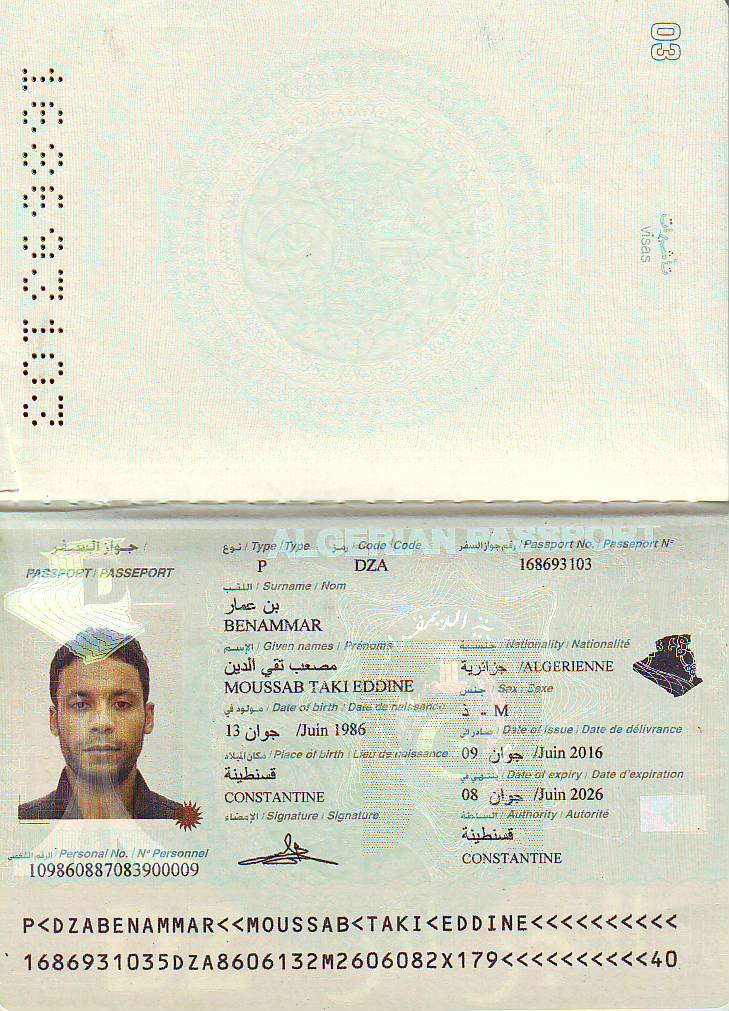 03
تأشيرات
visas
168693103
ALGERIAN PASSPORT
جواز السفر /
PASSPORT / PASSEPORT
نوع / Type / Type
رمز / Code / Code
رقم جواز السفر / Passport No. / Passeport N°
P
DZA
168693103
اللقب / Surname / Nom
بن عمار
BENAMMAR
الإسم / Given names / Prénoms
مصعب تقي الدين
MOUSSAB TAKI EDDINE
جنسية / Nationality / Nationalité
جزائرية /ALGERIENNE
جنس / Sex / Sexe
ذ - M
مولود في / Date of birth / Date de naissance
13 جوان /Juin 1986
صادر في / Date of issue / Date de délivrance
09 جوان /Juin 2016
مكان الميلاد / Place of birth / Lieu de naissance
قسنطينة
CONSTANTINE
ينتهي في / Date of expiry / Date d'expiration
08 جوان /Juin 2026
الإمضاء / Signature / Signature
السلطة / Authority / Autorité
قسنطينة
CONSTANTINE
الرقم الشخصي / Personal No. / N° Personnel
109860887083900009
P<DZABENAMMAR<<MOUSSAB<TAKI<EDDINE<<<<<<<<<<
1686931035DZA8606132M2606082X179<<<<<<<<<<40